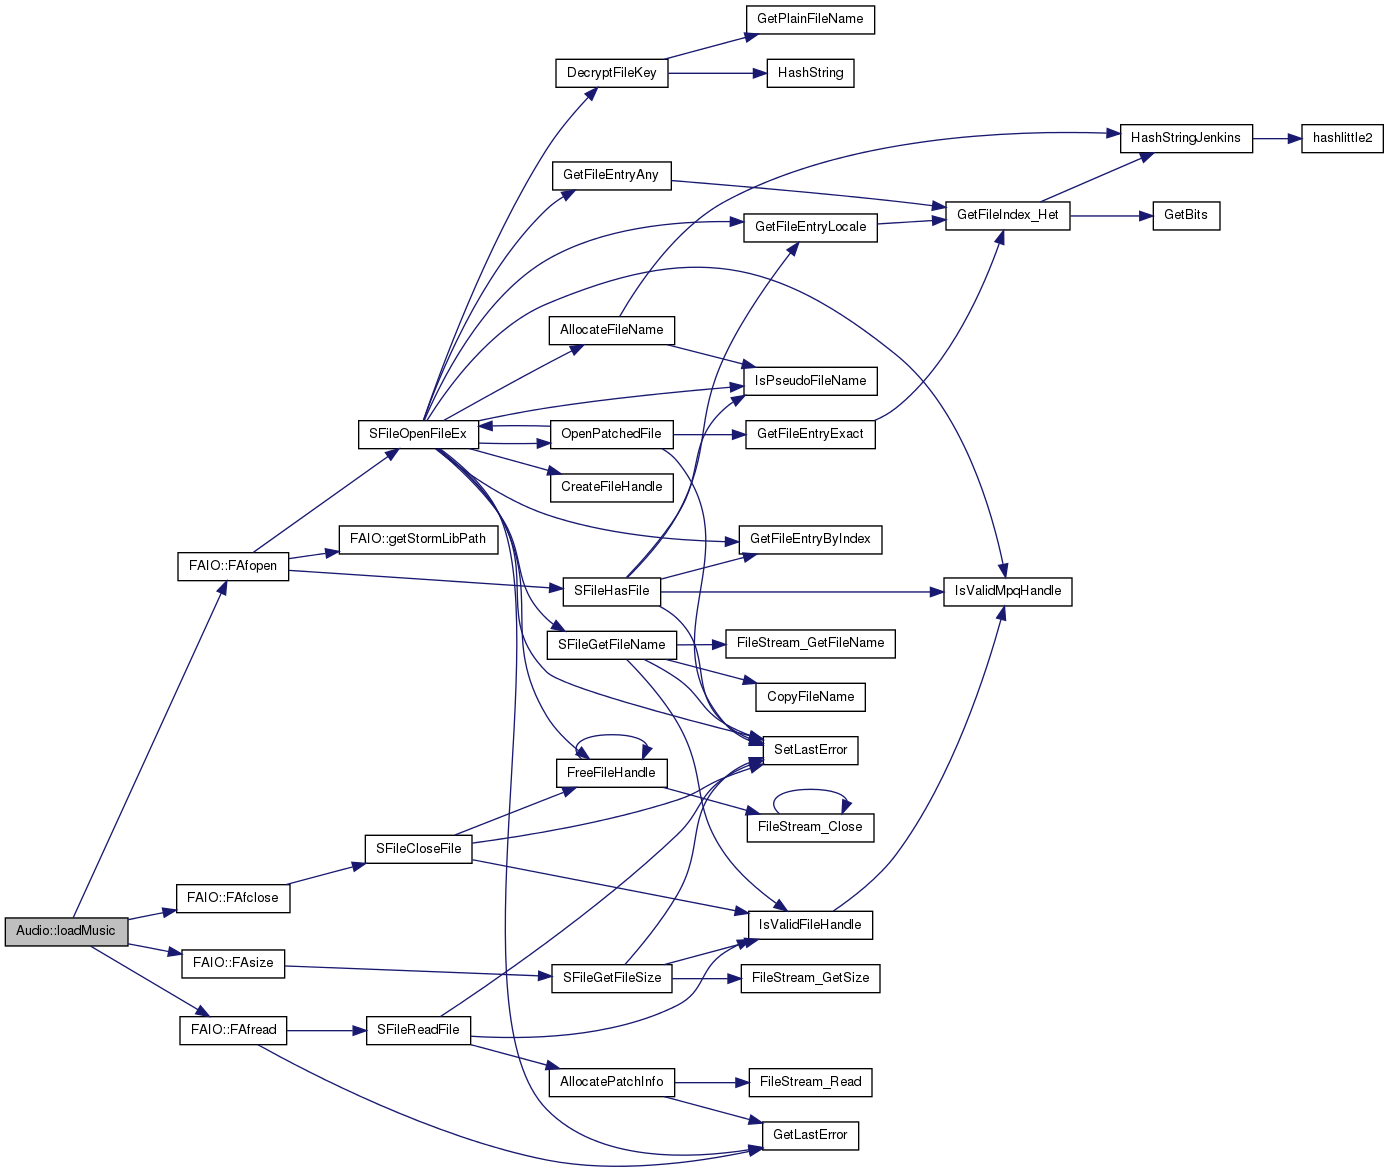 GetPlainFileName
DecryptFileKey
HashString
HashStringJenkins
hashlittle2
GetFileEntryAny
GetFileIndex_Het
GetBits
GetFileEntryLocale
AllocateFileName
IsPseudoFileName
SFileOpenFileEx
OpenPatchedFile
GetFileEntryExact
CreateFileHandle
FAIO::getStormLibPath
GetFileEntryByIndex
FAIO::FAfopen
SFileHasFile
IsValidMpqHandle
SFileGetFileName
FileStream_GetFileName
CopyFileName
SetLastError
FreeFileHandle
FileStream_Close
SFileCloseFile
FAIO::FAfclose
Audio::loadMusic
IsValidFileHandle
FAIO::FAsize
SFileGetFileSize
FileStream_GetSize
FAIO::FAfread
SFileReadFile
AllocatePatchInfo
FileStream_Read
GetLastError